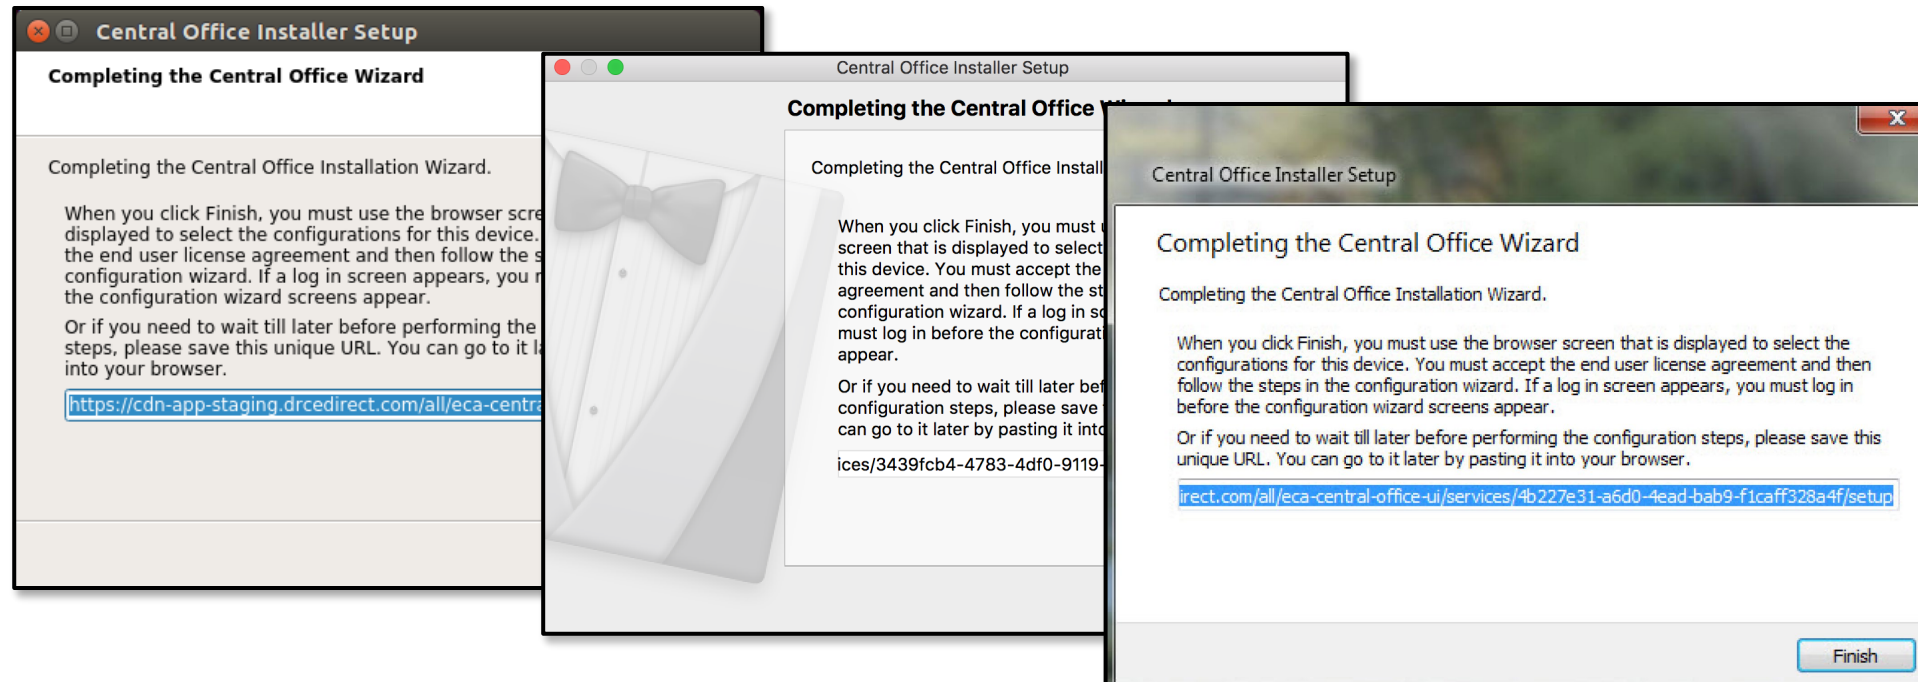 Central Office Installer Setup
Completing the Central Office Wizard
Completing the Central Office Installation Wizard.
When you click Finish, you must use the browser scre
displayed to select the configurations for this device.
the end user license agreement and then follow the s
configuration wizard. If a log in screen appears, you
the configuration wizard screens appear.
Or if you need to wait till later before performing the
steps, please save this unique URL. You can go to it l
into your browser.
https://cdn-app-staging.drcedirect.com/all/eca-centra
Central Office Installer Setup
Completing the Central Office
Completing the Central Office Install
When you click Finish, you must
screen that is displayed to select
this device. You must accept the
agreement and then follow the st
configuration wizard. If a log in sc
must log in before the configurati
appear.
Or if you need to wait till later bef
configuration steps, please save
can go to it later by pasting it into
ices/3439fcb4-4783-4df0-9119-
Central Office Installer Setup
Completing the Central Office Wizard
Completing the Central Office Installation Wizard.
When you click Finish, you must use the browser screen that is displayed to select the
configurations for this device. You must accept the end user license agreement and then
follow the steps in the configuration wizard. If a log in screen appears, you must log in
before the configuration wizard screens appear.
Or if you need to wait till later before performing the configuration steps, please save this
unique URL. You can go to it later by pasting it into your browser.
irect.com/all/eca-central-office-ui/services/4b227e31-a6d0-4ead-bab9-f1caff328a4f/setup
Finish